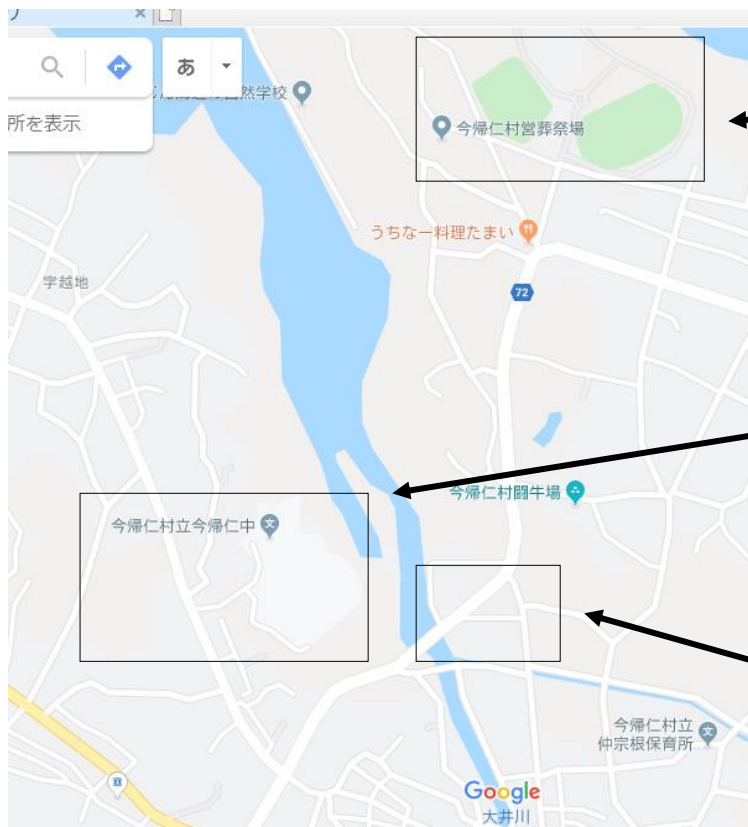 あ
然学校
所を表示
今帰仁村営葬祭場
うちなー料理たまい
字越地
72
今帰仁村闘牛場
今帰仁村立今帰仁中
文
今帰仁村立
仲宗根保育所
文
Google
大井川